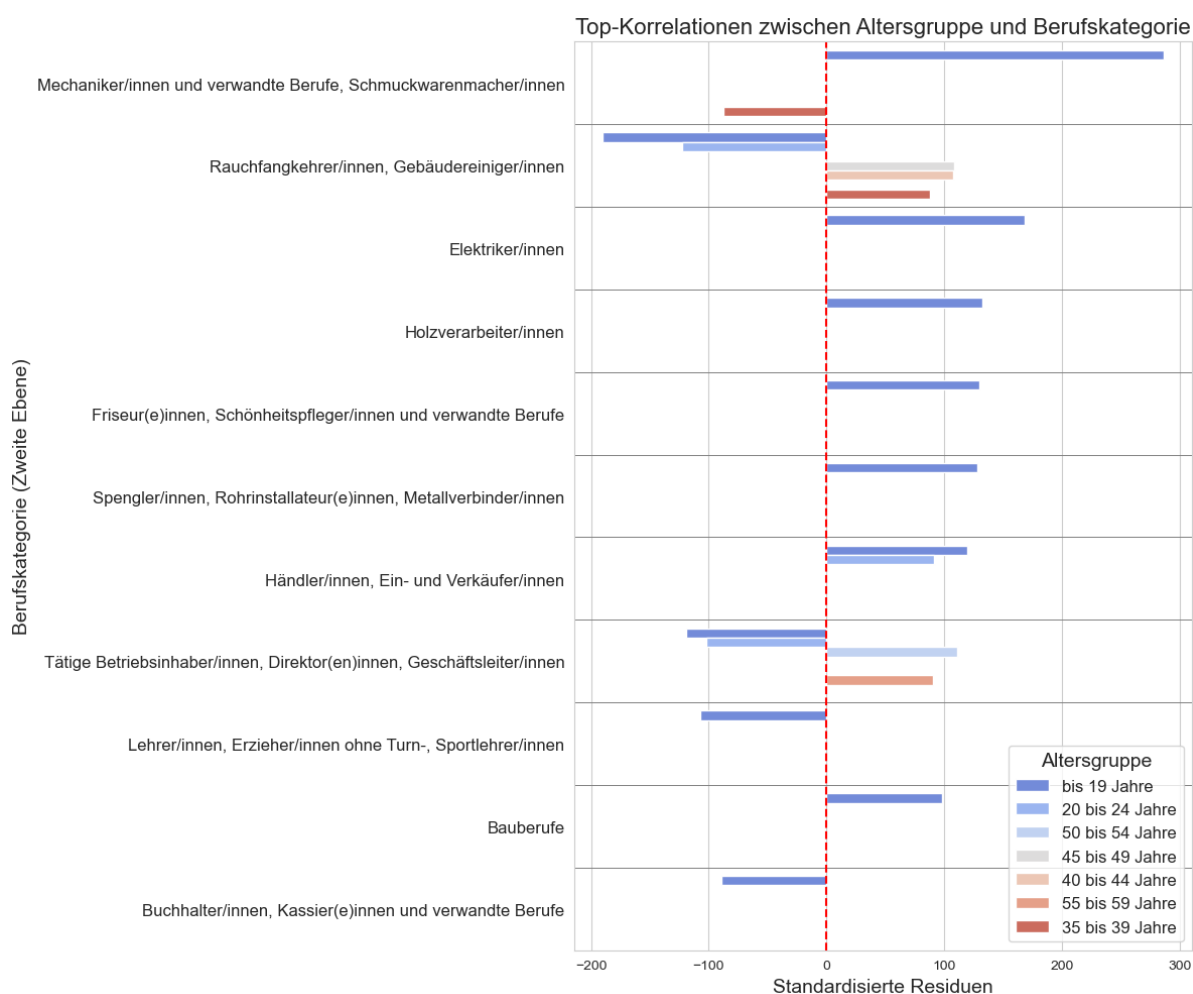 Top-Korrelationen zwischen Altersgruppe und Berufskategorie
Berufskategorie (Zweite Ebene)
Mechaniker/innen und verwandte Berufe, Schmuckwarenmacher/innen
Rauchfangkehrer/innen, Gebäudereiniger/innen
Elektriker/innen
Holzverarbeiter/innen
Friseur(e)innen, Schönheitspfleger/innen und verwandte Berufe
Spengler/innen, Rohrinstallateur(e)innen, Metallverbinder/innen
Händler/innen, Ein- und Verkäufer/innen
Tätige Betriebsinhaber/innen, Direktor(en)innen, Geschäftsleiter/innen
Lehrer/innen, Erzieher/innen ohne Turn-, Sportlehrer/innen
Bauberufe
Buchhalter/innen, Kassier(e)innen und verwandte Berufe
Altersgruppe
bis 19 Jahre
20 bis 24 Jahre
50 bis 54 Jahre
45 bis 49 Jahre
40 bis 44 Jahre
55 bis 59 Jahre
35 bis 39 Jahre
−200 −100 0 100 200 300
Standardisierte Residuen